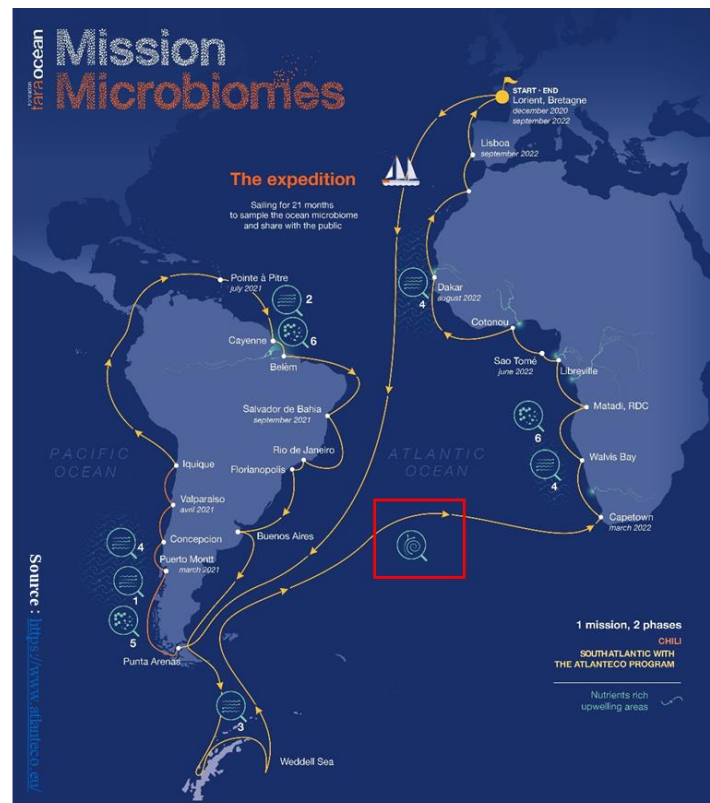 FONDATION
taraocéan
Mission
Microbiomes
START - END
Lorient, Bretagne
december 2020
september 2022
Lisboa
september 2022
The expedition
Sailing for 21 months
to sample the ocean microbiome
and share with the public
Pointe à Pitre
july 2021
2
6
Cayenne
Belèm
4
Dakar
august 2022
Cotonou
Sao Tomé
june 2022
Libreville
Salvador de Bahia
september 2021
Matadi, RDC
6
PACIFIC
OCEAN
Rio de Janeiro
ATLANTIC
OCEAN
Iquique
Florianopolis
Walvis Bay
4
Valparaiso
avril 2021
Capetown
march 2022
Concepcion
Buenos Aires
4
Puerto Montt
march 2021
1
5
Punta Arenas
3
Weddell Sea
1 mission, 2 phases
CHILI
SOUTH ATLANTIC WITH
THE ATLANTECO PROGRAM
Nutrients rich
upwelling areas
Source : https://www.atlanteco.eu/